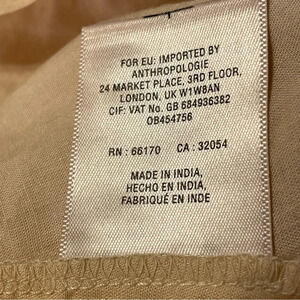 FOR EU: IMPORTED BY
ANTHROPOLOGIE
24 MARKET PLACE, 3RD FLOOR,
LONDON, UK W1W8AN
CIF: VAT No. GB 684936382
OB454756
RN : 66170 CA : 32054
MADE IN INDIA,
HECHO EN INDIA,
FABRIQUÉ EN INDE